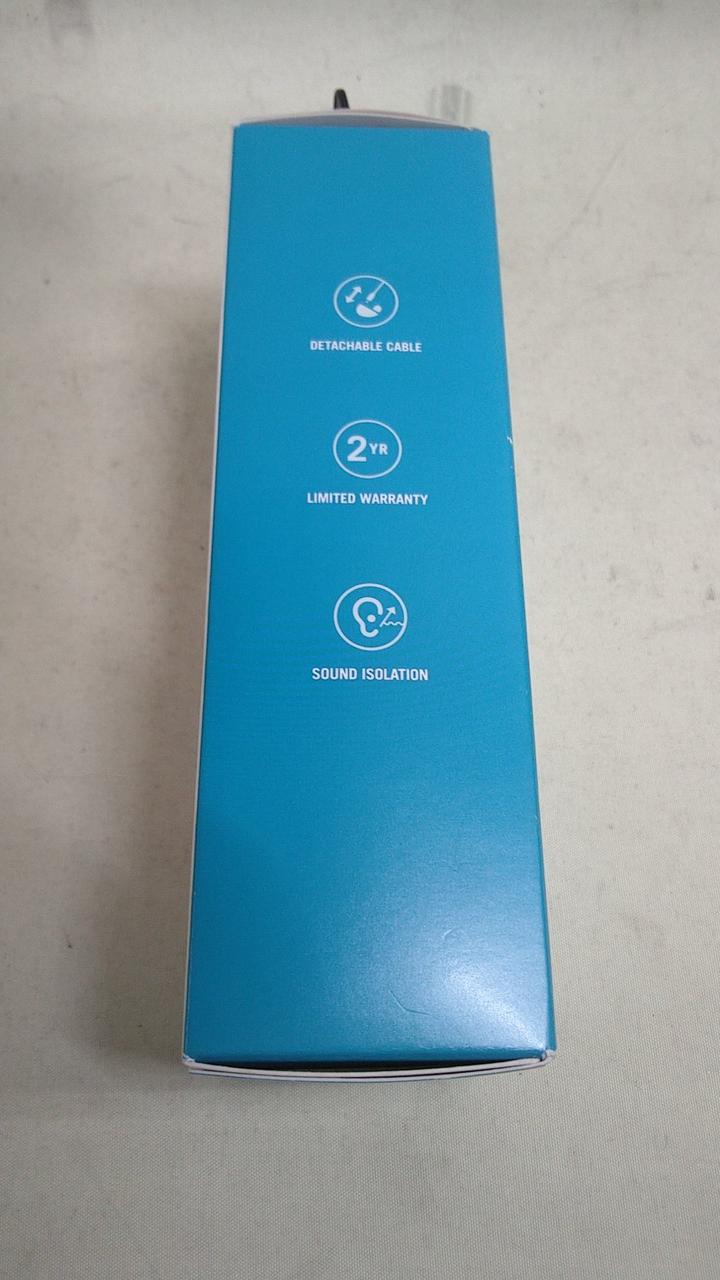 DETACHABLE CABLE
2YR
LIMITED WARRANTY
SOUND ISOLATION